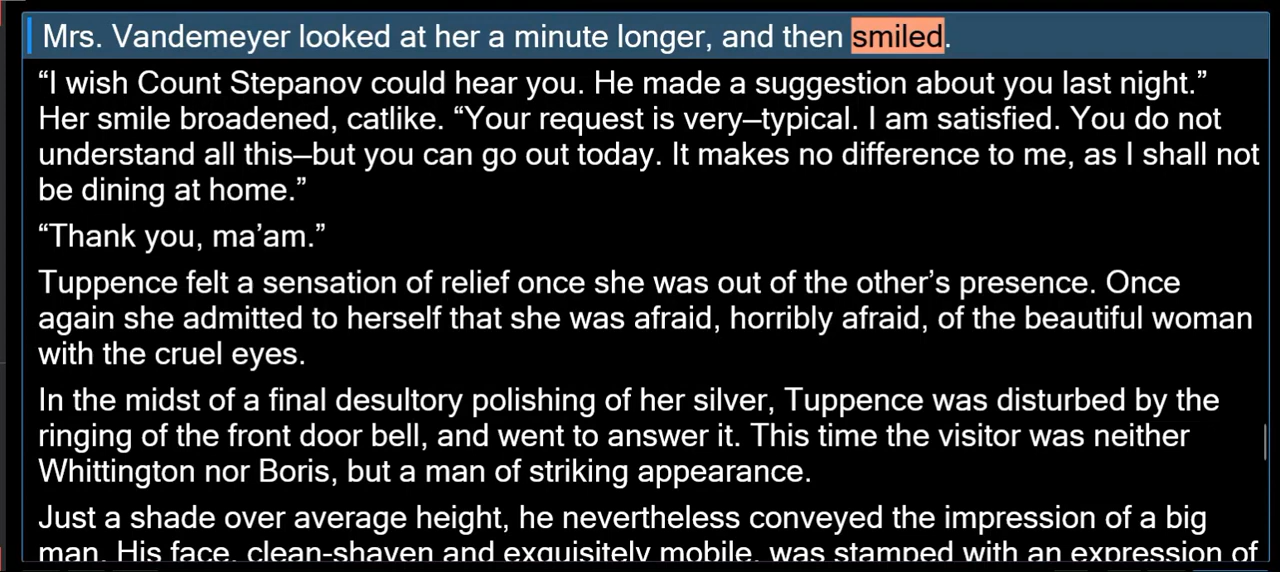 Mrs. Vandemeyer looked at her a minute longer, and then smiled.
“I wish Count Stepanov could hear you. He made a suggestion about you last night.”
Her smile broadened, catlike. “Your request is very—typical. I am satisfied. You do not
understand all this—but you can go out today. It makes no difference to me, as I shall not
be dining at home.”
“Thank you, ma’am.”
Tuppence felt a sensation of relief once she was out of the other’s presence. Once
again she admitted to herself that she was afraid, horribly afraid, of the beautiful woman
with the cruel eyes.
In the midst of a final desultory polishing of her silver, Tuppence was disturbed by the
ringing of the front door bell, and went to answer it. This time the visitor was neither
Whittington nor Boris, but a man of striking appearance.
Just a shade over average height, he nevertheless conveyed the impression of a big
man. His face, clean-shaven and exquisitely mobile, was stamped with an expression of